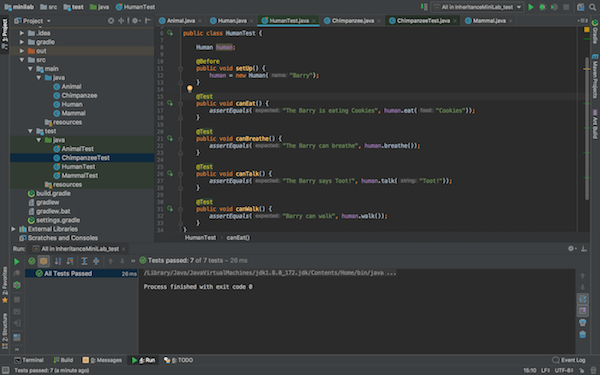 minilab src test java HumanTest All in InheritanceMiniLab_test
Project
Animal.java Human.java HumanTest.java Chimpanzee.java ChimpanzeeTest.java Mammal.java
.idea
gradle
out
src
main
java
Animal
Chimpanzee
Human
Mammal
resources
test
java
AnimalTest
ChimpanzeeTest
HumanTest
MammalTest
resources
build.gradle
gradlew
gradlew.bat
settings.gradle
External Libraries
Scratches and Consoles
public class HumanTest {
Human human;
@Before
public void setUp() {
human = new Human( name: "Barry");
}
@Test
public void canEat() {
assertEquals( expected: "The Barry is eating Cookies", human.eat( food: "Cookies"));
}
@Test
public void canBreathe() {
assertEquals( expected: "The Barry can breathe", human.breathe());
}
@Test
public void canTalk() {
assertEquals( expected: "The Barry says Toot!", human.talk( string: "Toot!"));
}
@Test
public void canWalk() {
assertEquals( expected: "Barry can walk", human.walk());
}
}
HumanTest canEat()
1: Project
2: Favorites
7: Structure
Gradle
Maven Projects
Ant Build
Run: All in InheritanceMiniLab_test
Tests passed: 7 of 7 tests – 26 ms
All Tests Passed 26 ms
/Library/Java/JavaVirtualMachines/jdk1.8.0_172.jdk/Contents/Home/bin/java ...
Process finished with exit code 0
Terminal Build 0: Messages 4: Run 6: TODO Event Log
Tests passed: 7 (a minute ago) 15:10 LF UTF-8